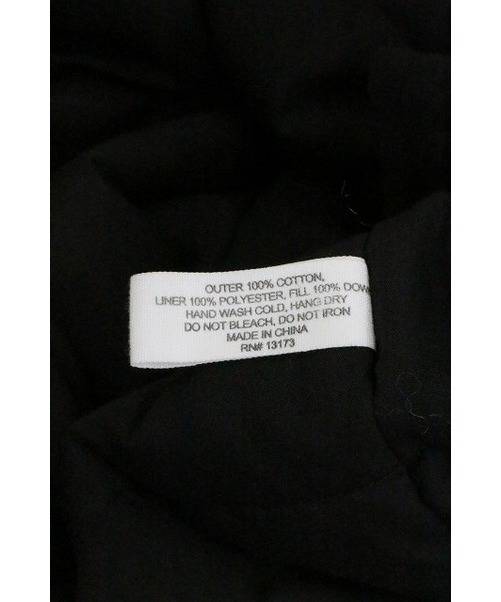 OUTER 100% COTTON,
LINER 100% POLYESTER, FILL 100% DOWN
HAND WASH COLD, HANG DRY
DO NOT BLEACH, DO NOT IRON
MADE IN CHINA
RN# 13173